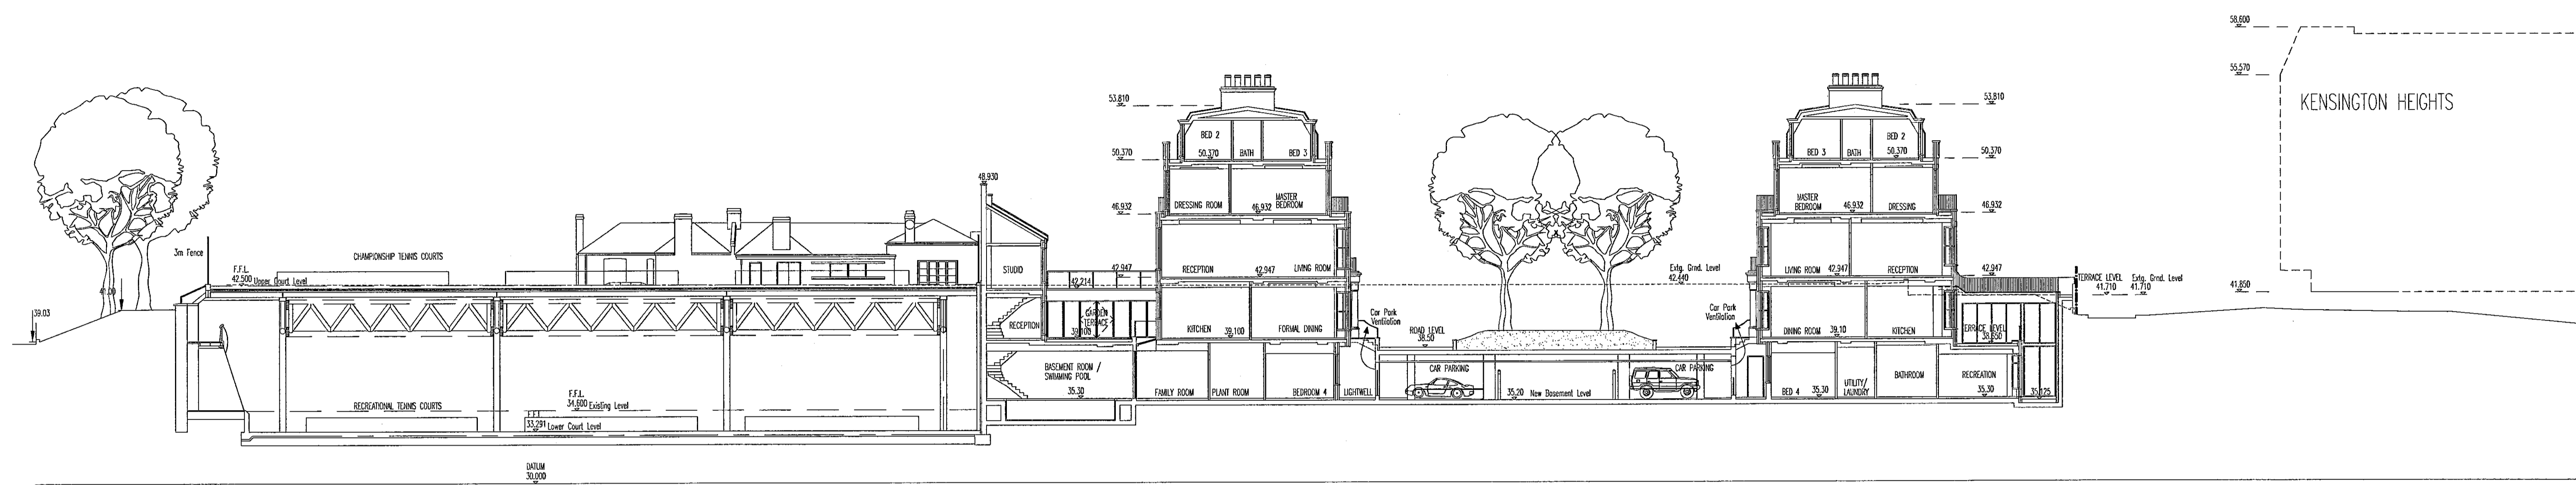 39.03
3m Fence
F.F.L.
42.500 Upper Court Level
CHAMPIONSHIP TENNIS COURTS
RECREATIONAL TENNIS COURTS
F.F.L.
34.600 Existing Level
F.F.L.
33.291 Lower Court Level
DATUM
30.000
48.930
STUDIO
RECEPTION
BASEMENT ROOM /
SWIMMING POOL
35.30
42.214
42.947
GARDEN
TERRACE
39.100
53.810
50.370
46.932
BED 2
50.370
BATH
BED 3
DRESSING ROOM
46.932
MASTER
BEDROOM
RECEPTION
42.947
LIVING ROOM
KITCHEN
39.100
FORMAL DINING
FAMILY ROOM
PLANT ROOM
BEDROOM 4
LIGHTWELL
Car Park
Ventilation
ROAD LEVEL
38.50
CAR PARKING
35.20 New Basement Level
CAR PARKING
Extg. Grnd. Level
42.440
Car Park
Ventilation
BED 3
BATH
BED 2
50.370
MASTER
BEDROOM
46.932
DRESSING
LIVING ROOM
42.947
RECEPTION
DINING ROOM
39.10
KITCHEN
BED 4
35.30
UTILITY/
LAUNDRY
BATHROOM
RECREATION
35.30
53.810
50.370
46.932
42.947
TERRACE LEVEL
38.650
35.125
TERRACE LEVEL
41.710
Extg. Grnd. Level
41.710
58.600
55.570
41.850
KENSINGTON HEIGHTS